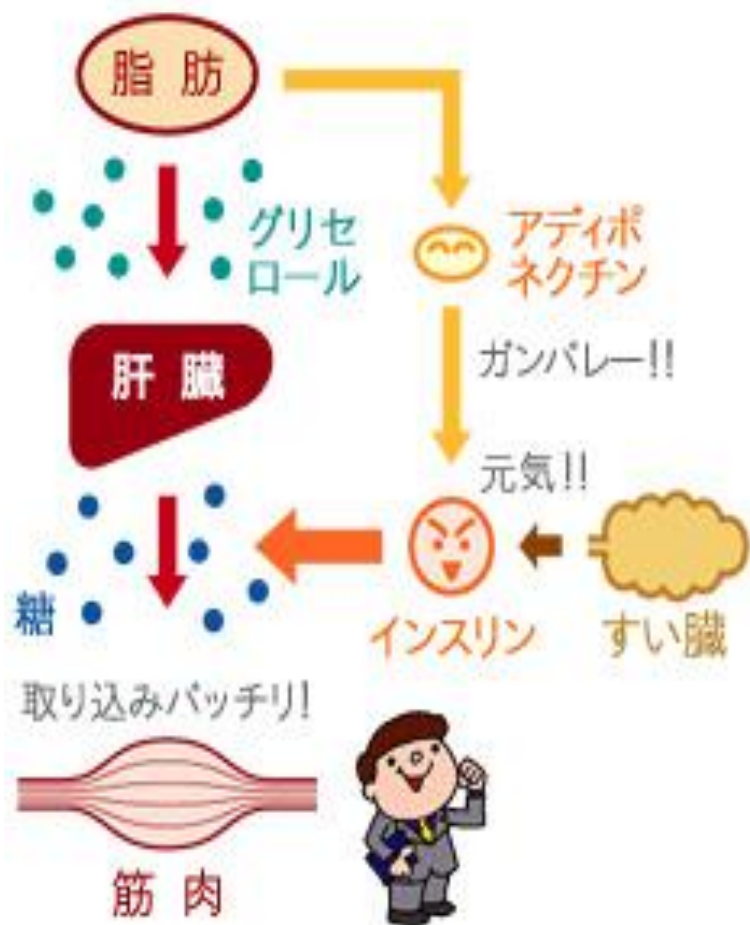 脂肪
グリセ
ロール
アディポ
ネクチン
肝臓
ガンバレー!!
元気!!
糖
インスリン
すい臓
取り込みバッチリ!
筋肉